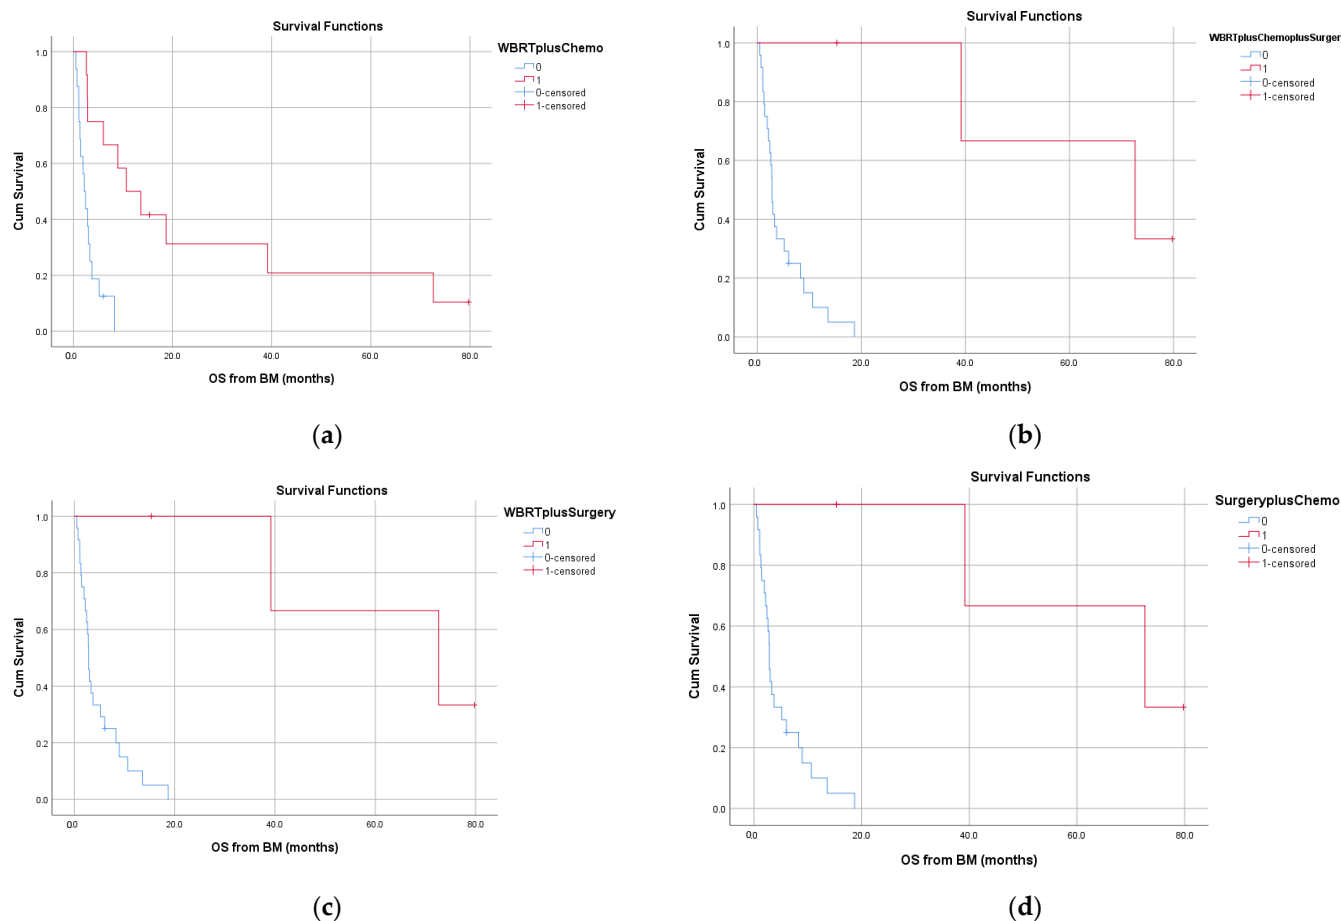 Survival Functions
WBRTplusChemo
0
1
0-censored
1-censored
Cum Survival
1.0
0.8
0.6
0.4
0.2
0.0
0.0 20.0 40.0 60.0 80.0
OS from BM (months)
(a)
Survival Functions
WBRTplusChemoplusSurger
0
1
0-censored
1-censored
Cum Survival
1.0
0.8
0.6
0.4
0.2
0.0
0.0 20.0 40.0 60.0 80.0
OS from BM (months)
(b)
Survival Functions
WBRTplusSurgery
0
1
0-censored
1-censored
Cum Survival
1.0
0.8
0.6
0.4
0.2
0.0
0.0 20.0 40.0 60.0 80.0
OS from BM (months)
(c)
Survival Functions
SurgeryplusChemo
0
1
0-censored
1-censored
Cum Survival
1.0
0.8
0.6
0.4
0.2
0.0
0.0 20.0 40.0 60.0 80.0
OS from BM (months)
(d)